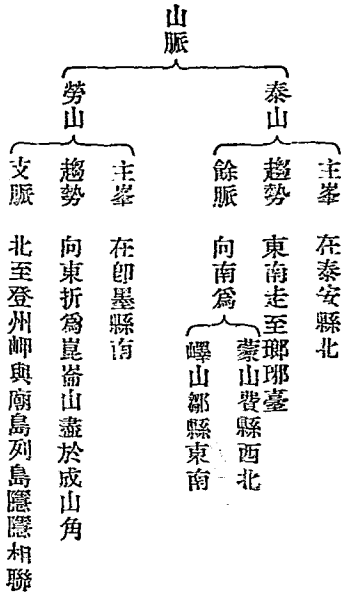 山脈
泰山
主峯　在泰安縣北
趨勢　東南走至瑯琊臺
餘脈　向南爲
蒙山費縣西北
嶧山鄒縣東南
勞山
主峯　在卽墨縣南
趨勢　向東折爲崑崙山盡於成山角
支脈　北至登州岬與廟島列島隱隱相聯